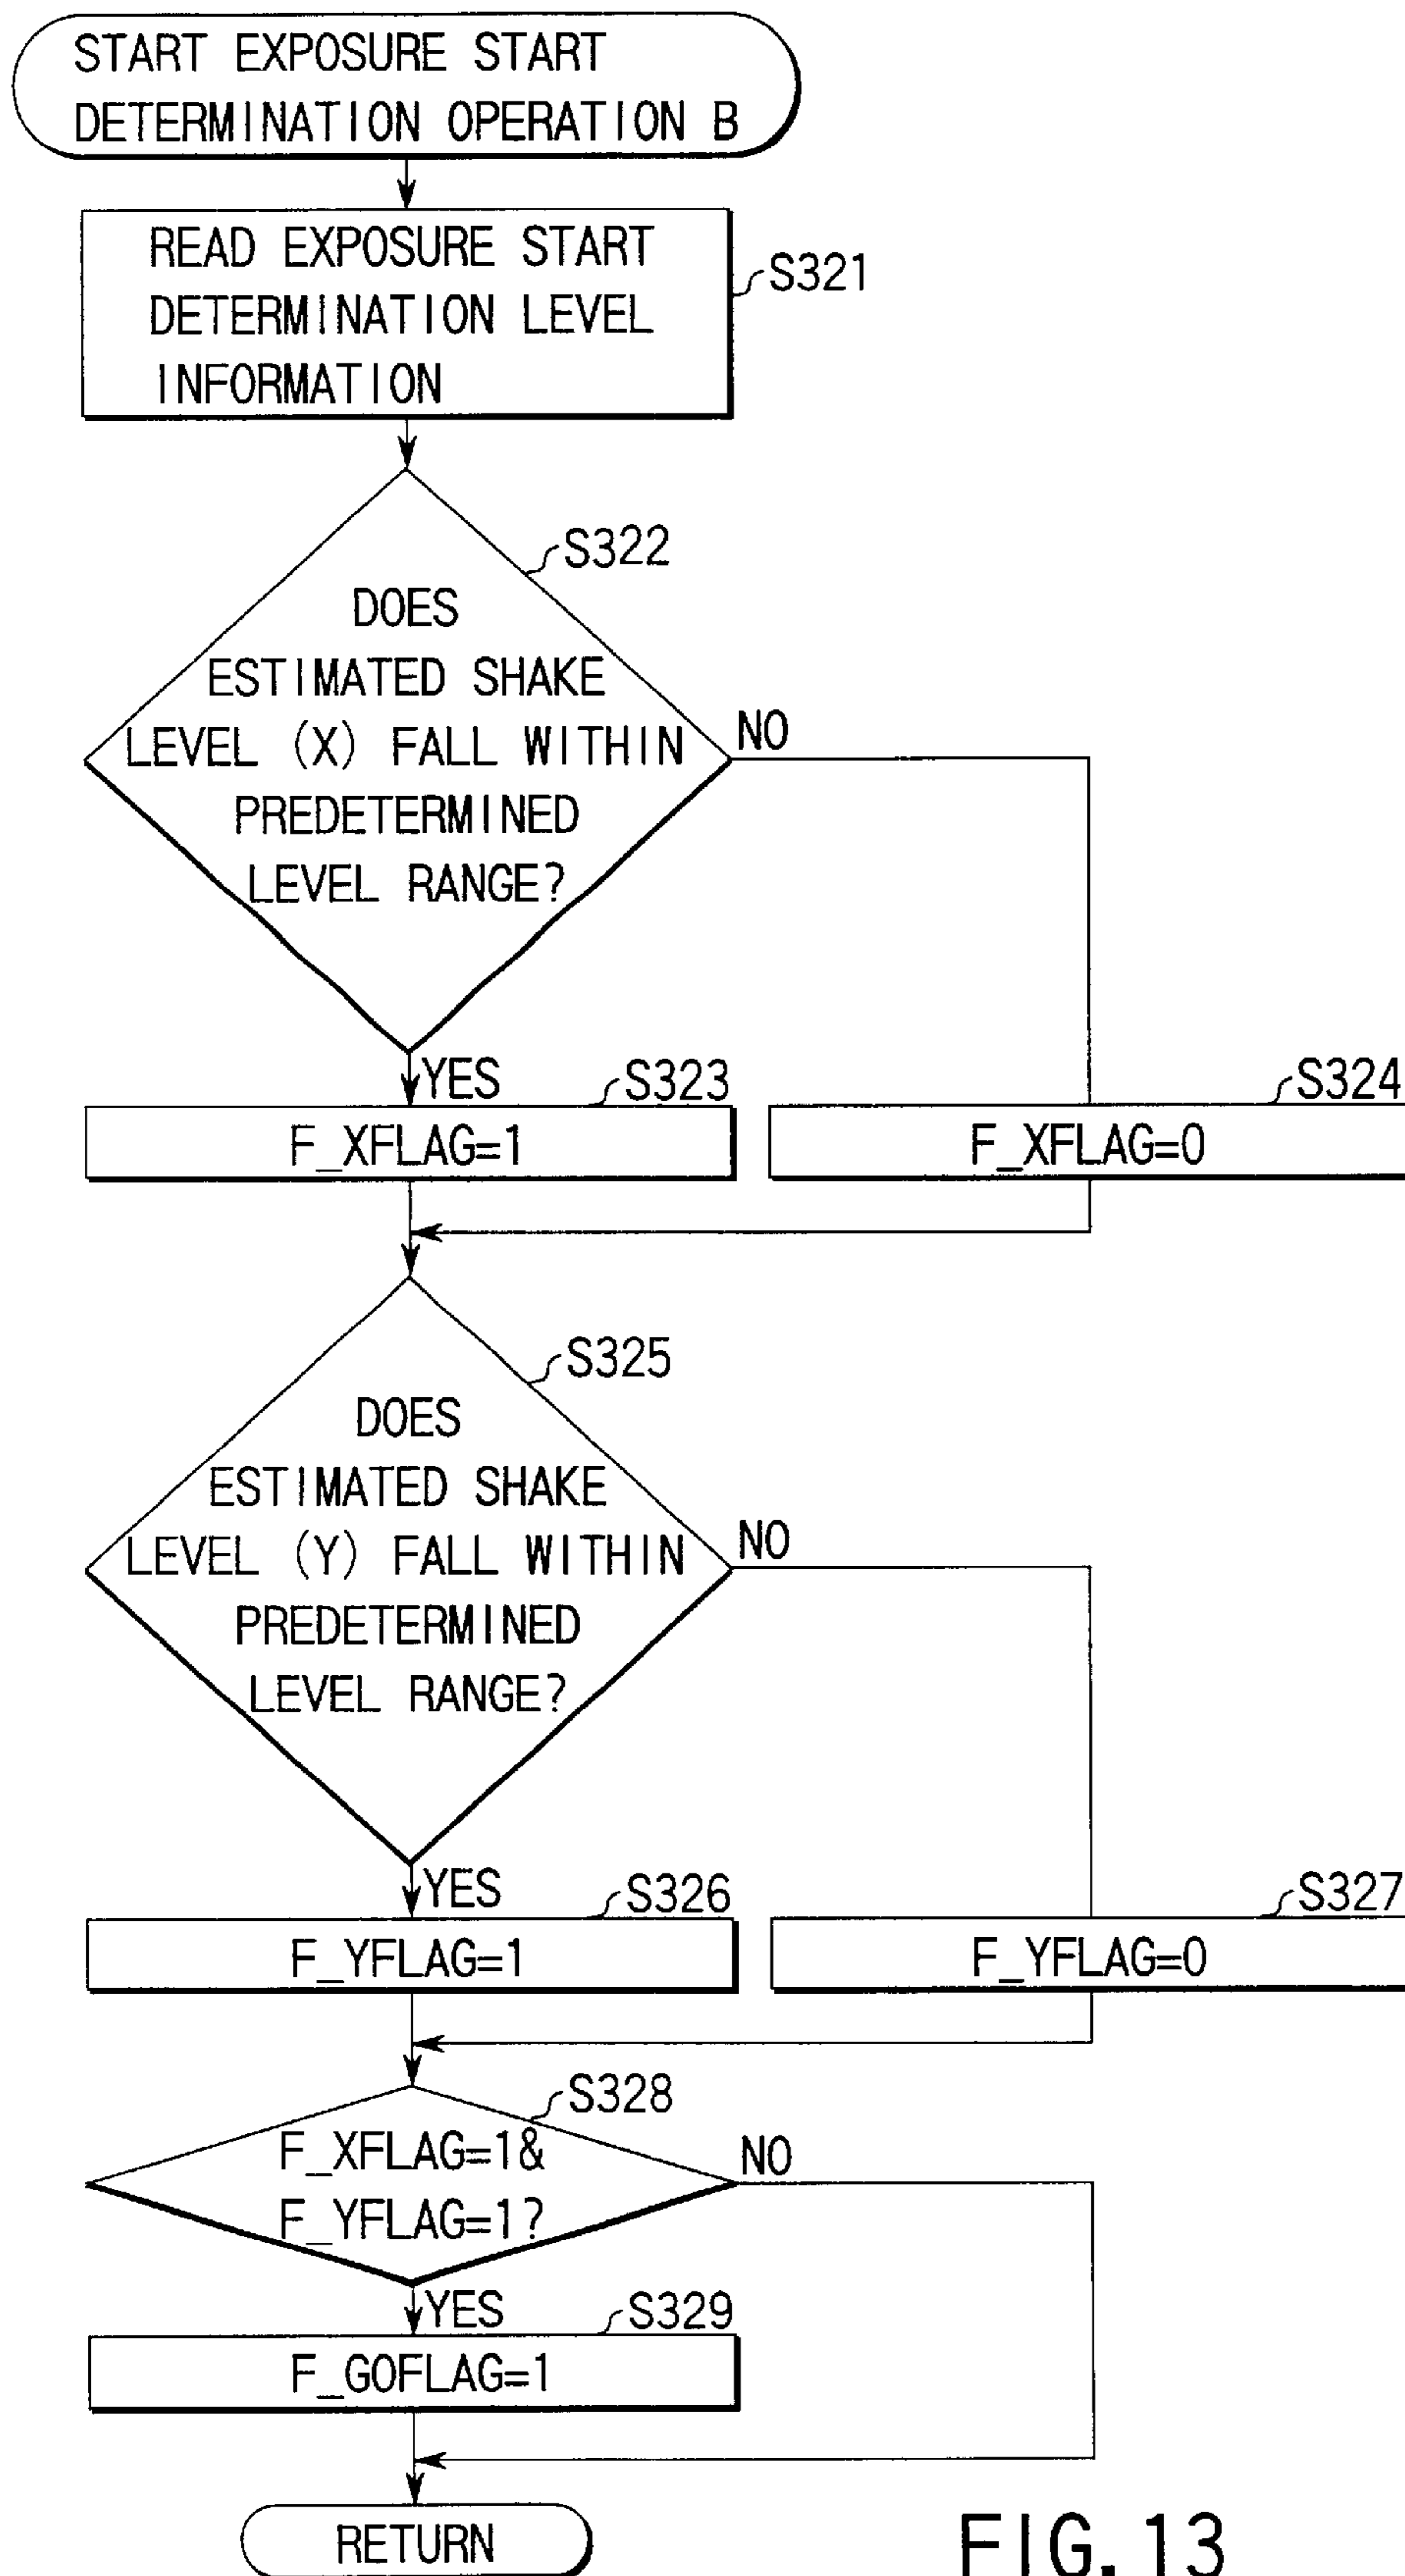 START EXPOSURE START
DETERMINATION OPERATION B
READ EXPOSURE START
DETERMINATION LEVEL
INFORMATION
S321
S322
DOES
ESTIMATED SHAKE
LEVEL (X) FALL WITHIN
PREDETERMINED
LEVEL RANGE?
NO
YES
S323
F_XFLAG=1
S324
F_XFLAG=0
S325
DOES
ESTIMATED SHAKE
LEVEL (Y) FALL WITHIN
PREDETERMINED
LEVEL RANGE?
NO
YES
S326
F_YFLAG=1
S327
F_YFLAG=0
S328
F_XFLAG=1&
F_YFLAG=1?
NO
YES
S329
F_GOFLAG=1
RETURN
FIG.13